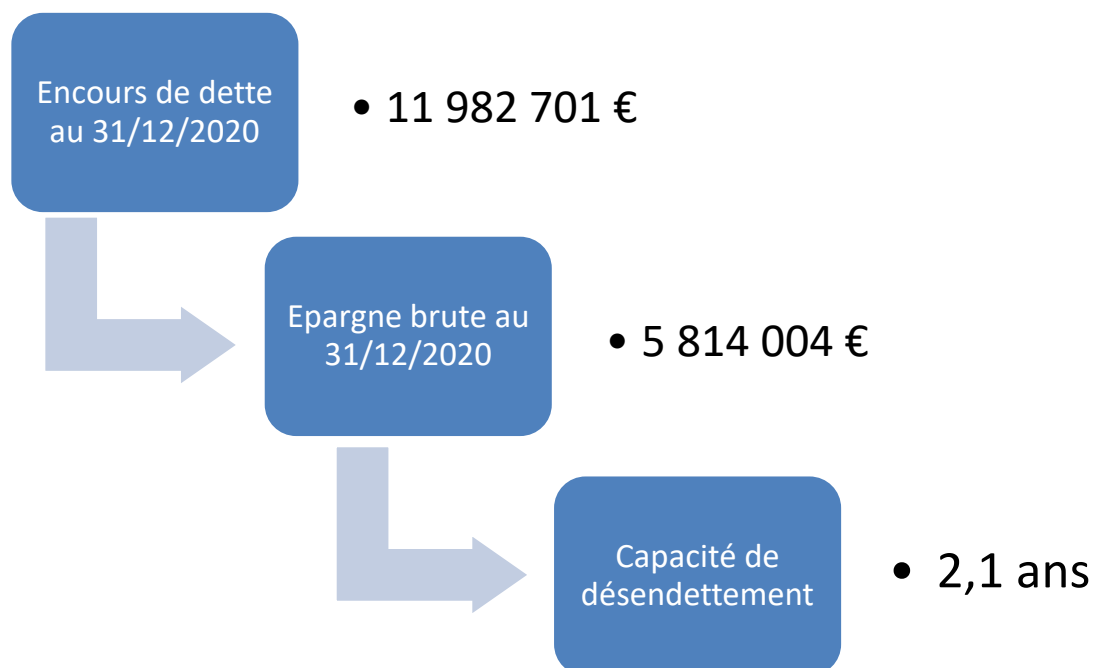 Encours de dette
au 31/12/2020
• 11 982 701 €
Epargne brute au
31/12/2020
• 5 814 004 €
Capacité de
désendettement
• 2,1 ans